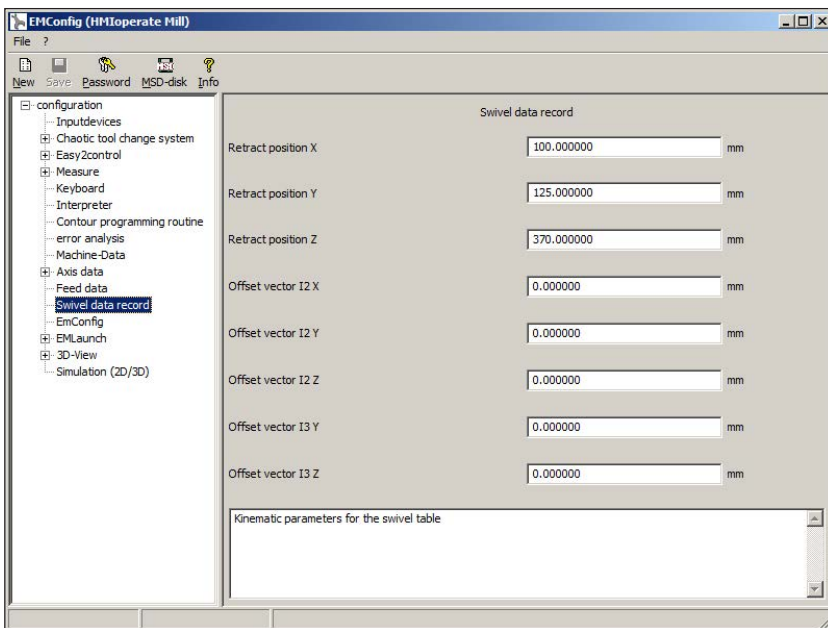 EMConfig (HMIoperate Mill)
File ?
New Save Password MSD-disk Info
configuration
Inputdevices
Chaotic tool change system
Easy2control
Measure
Keyboard
Interpreter
Contour programming routine
error analysis
Machine-Data
Axis data
Feed data
Swivel data record
EmConfig
EMLaunch
3D-View
Simulation (2D/3D)
Swivel data record
Retract position X 100.000000 mm
Retract position Y 125.000000 mm
Retract position Z 370.000000 mm
Offset vector I2 X 0.000000 mm
Offset vector I2 Y 0.000000 mm
Offset vector I2 Z 0.000000 mm
Offset vector I3 Y 0.000000 mm
Offset vector I3 Z 0.000000 mm
Kinematic parameters for the swivel table